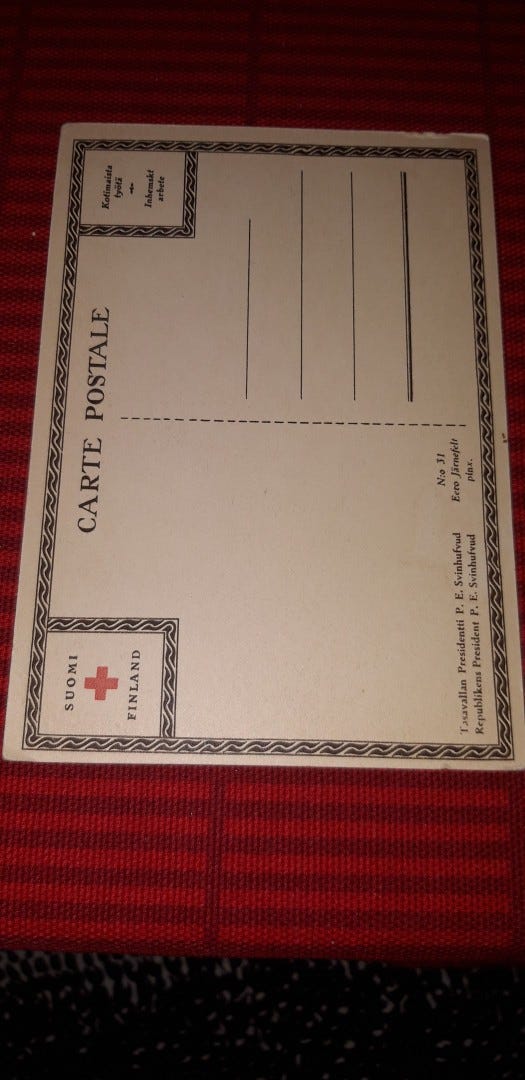 SUOMI
FINLAND
CARTE POSTALE
Kotimaista
työtä
Inhemskt
arbete
N:o 31
Eero Järnefelt
pinx.
Tasavallan Presidentti P. E. Svinhufvud
Republikens President P. E. Svinhufvud